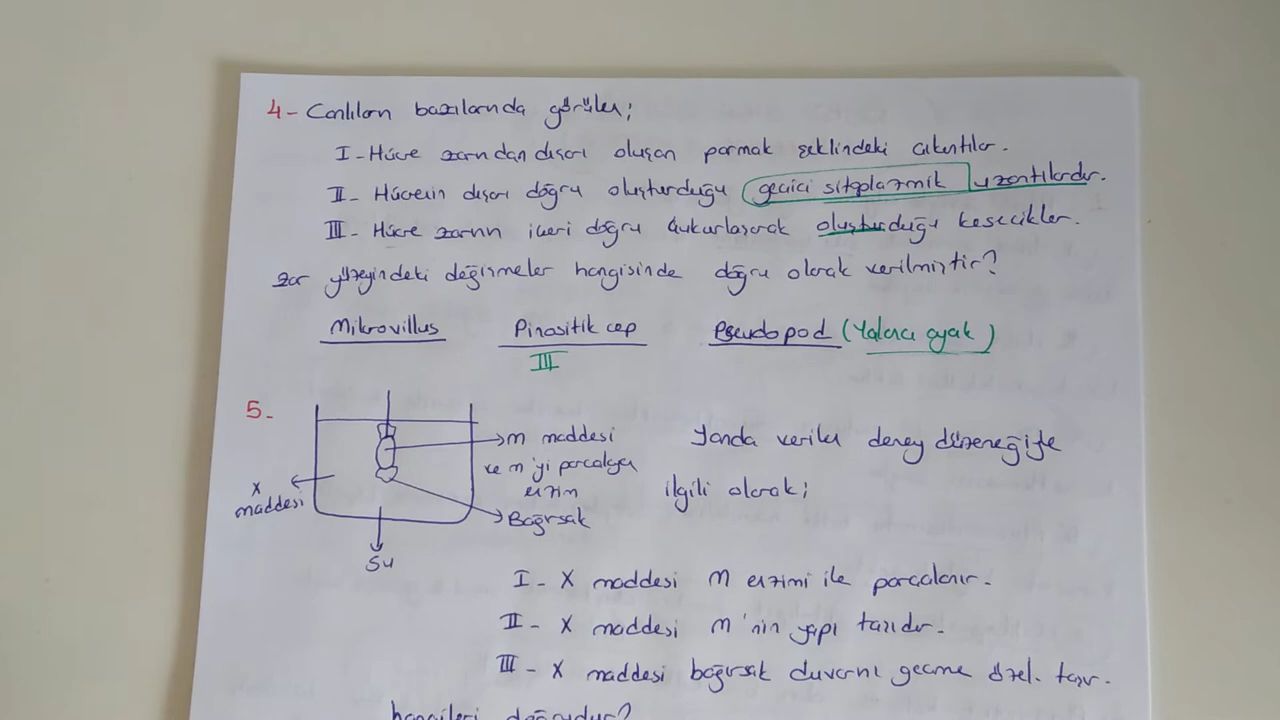 4- Canlıların bazılarında görülen;
I- Hücre zarından dışarı oluşan parmak şeklindeki çıkıntılar.
II- Hücrenin dışarı doğru oluşturduğu geçici sitoplazmik uzantılardır.
III- Hücre zarının içeri doğru çukurlaşarak oluşturduğu kesecikler.
zar yüzeyindeki değişmeler hangisinde doğru olarak verilmiştir?
Mikrovillus Pinositik cep Pseudopod (Yalancı ayak)
III
5-
m maddesi
ve m'yi parçalayan
enzim
Bağırsak
X
maddesi
Su
Yanda verilen deney düzeneğiyle
ilgili olarak;
I- X maddesi m enzimi ile parçalanır.
II- X maddesi m'nin yapı taşıdır.
III- X maddesi bağırsak duvarını geçme özel. taşır.
hangileri doğrudur?